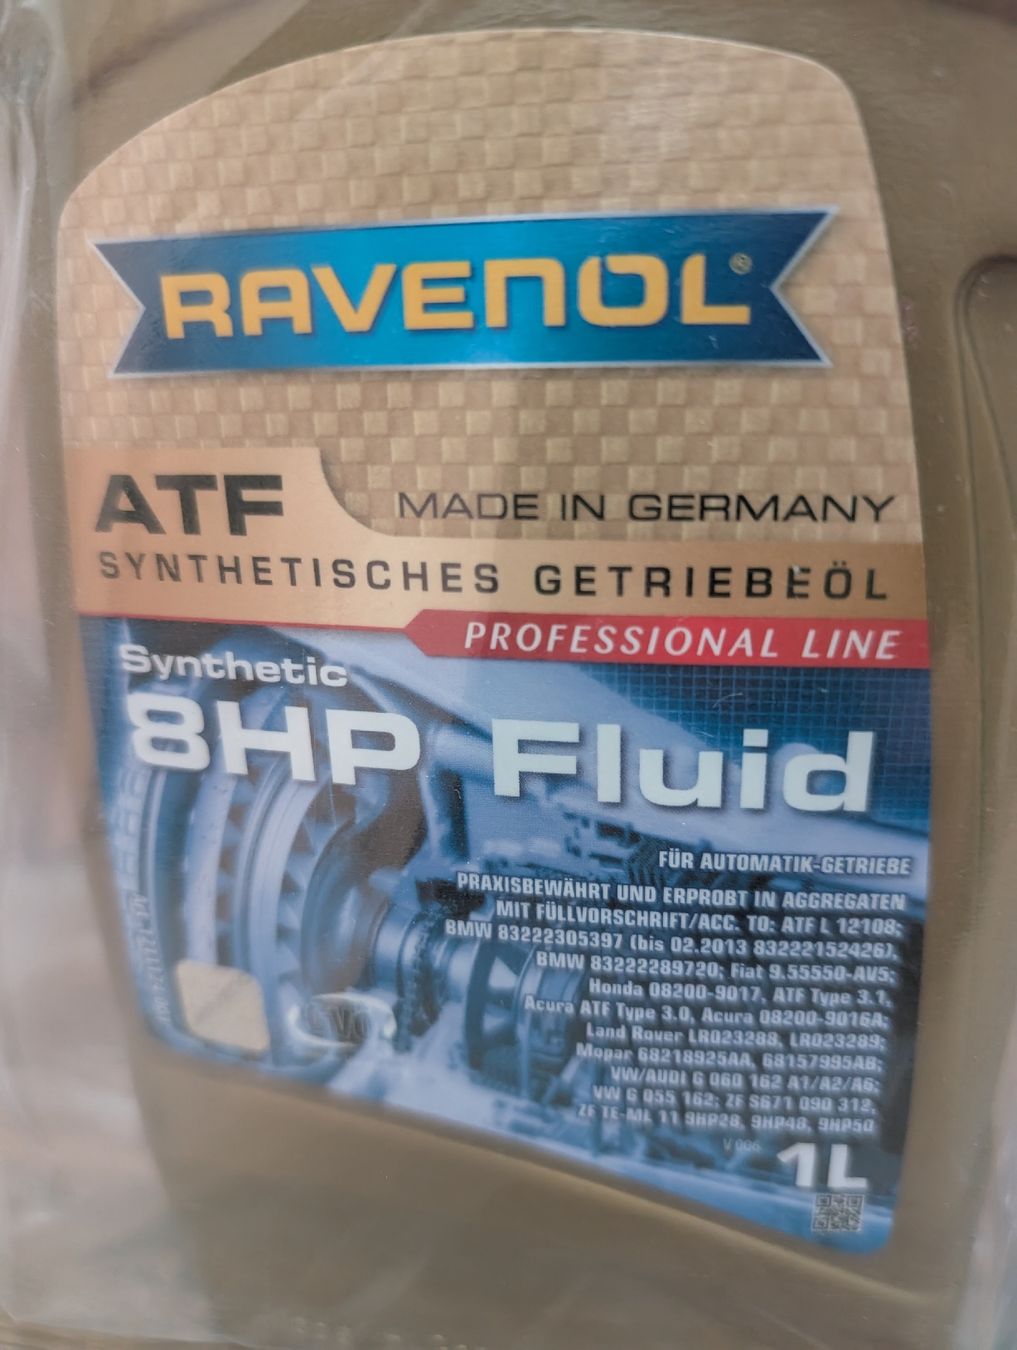 RAVENOL®
ATF
MADE IN GERMANY
SYNTHETISCHES GETRIEBEÖL
PROFESSIONAL LINE
Synthetic
8HP Fluid
FÜR AUTOMATIK-GETRIEBE
PRAXISBEWÄHRT UND ERPROBT IN AGGREGATEN
MIT FÜLLVORSCHRIFT/ACC. TO: ATF L 12108;
BMW 83222305397 (bis 02.2013 83222152426),
BMW 83222289720; Fiat 9.55550-AV5;
Honda 08200-9017, ATF Type 3.1,
Acura ATF Type 3.0, Acura 08200-9016A;
Land Rover LR023288, LR023289;
Mopar 68218925AA, 68157995AB;
VW/AUDI G 060 162 A1/A2/A6;
VW G 055 162; ZF S671 090 312,
ZF TE-ML 11 9HP28, 9HP48, 9HP50
V 006
1L